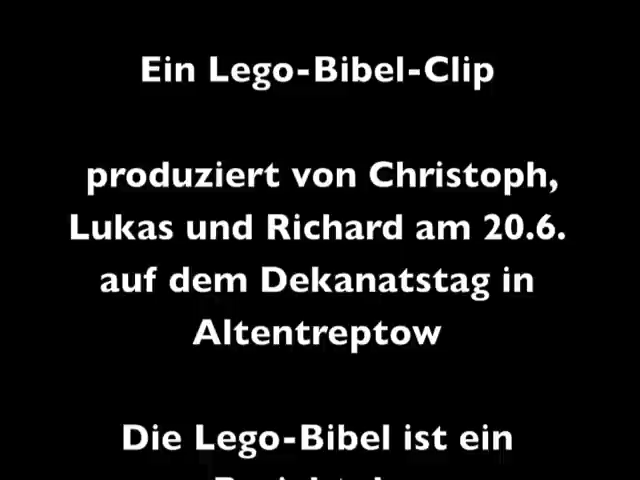 Ein Lego-Bibel-Clip
produziert von Christoph,
Lukas und Richard am 20.6.
auf dem Dekanatstag in
Altentreptow
Die Lego-Bibel ist ein